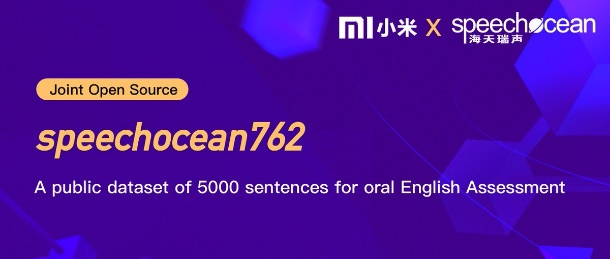 mi 小米 X speechocean
海天瑞声
Joint Open Source
speechocean762
A public dataset of 5000 sentences for oral English Assessment